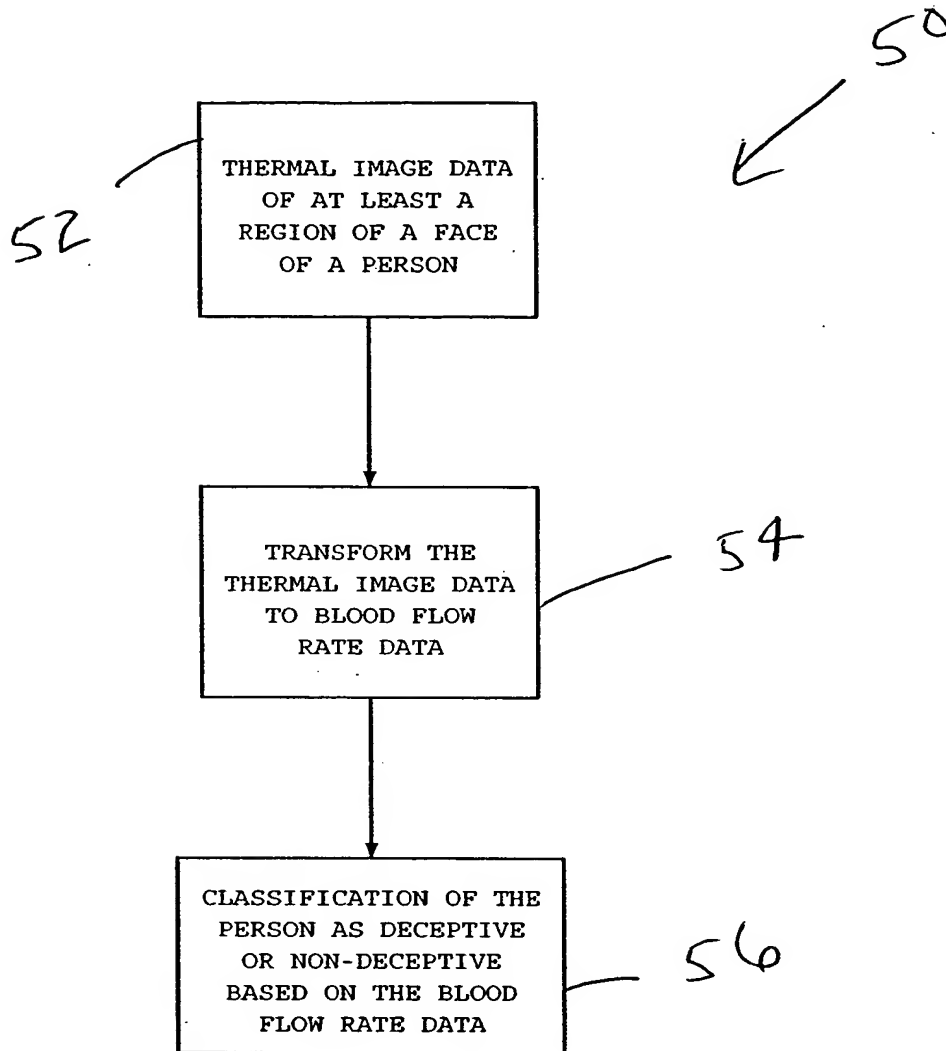 50
52
THERMAL IMAGE DATA
OF AT LEAST A
REGION OF A FACE
OF A PERSON
54
TRANSFORM THE
THERMAL IMAGE DATA
TO BLOOD FLOW
RATE DATA
56
CLASSIFICATION OF THE
PERSON AS DECEPTIVE
OR NON-DECEPTIVE
BASED ON THE BLOOD
FLOW RATE DATA